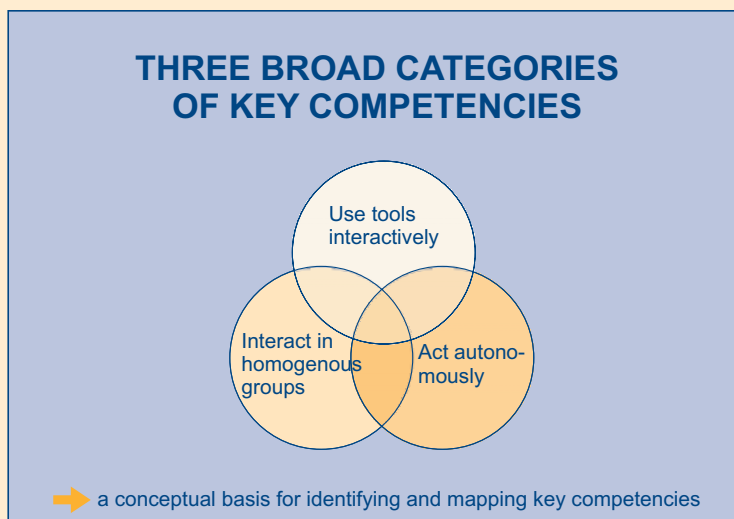 THREE BROAD CATEGORIES
OF KEY COMPETENCIES
Use tools
interactively
Interact in
homogenous
groups
Act autono-
mously
a conceptual basis for identifying and mapping key competencies